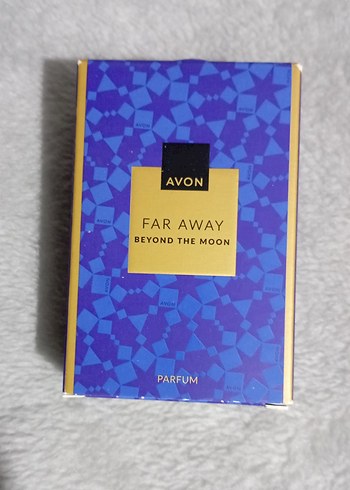 AVON
FAR AWAY
BEYOND THE MOON
PARFUM